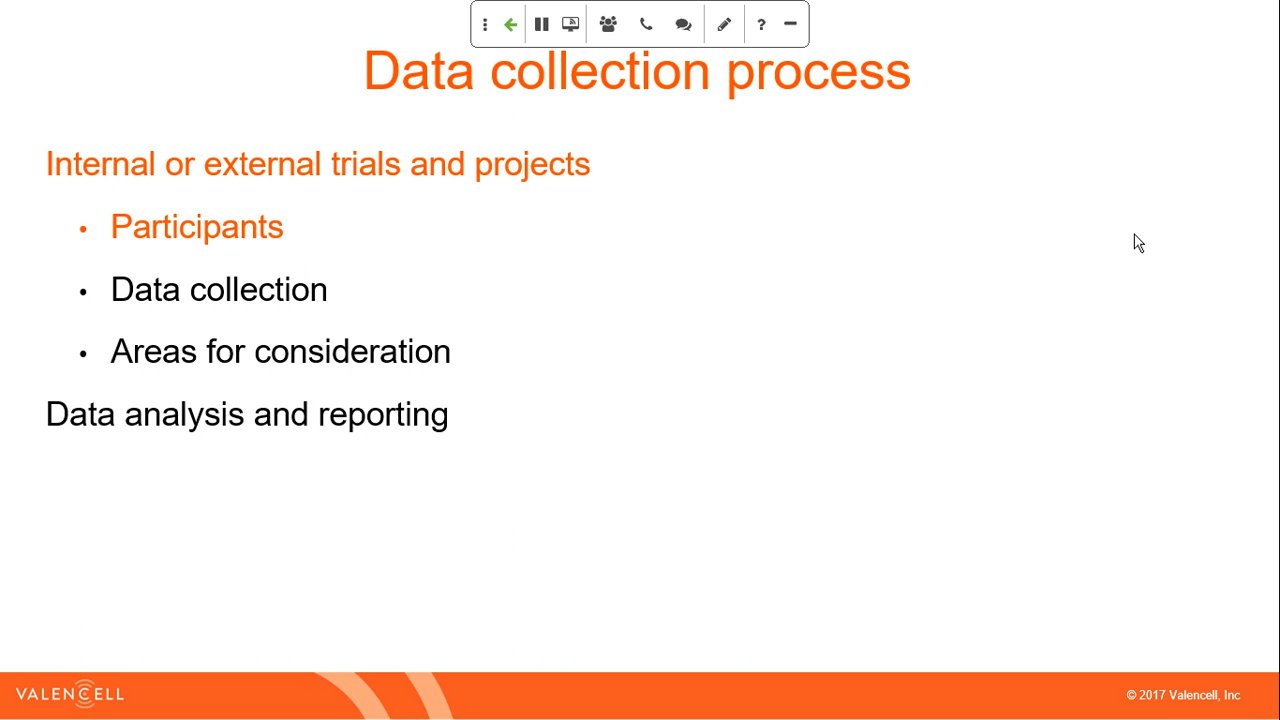 Data collection process
Internal or external trials and projects
• Participants
• Data collection
• Areas for consideration
Data analysis and reporting
VALENCELL
© 2017 Valencell, Inc